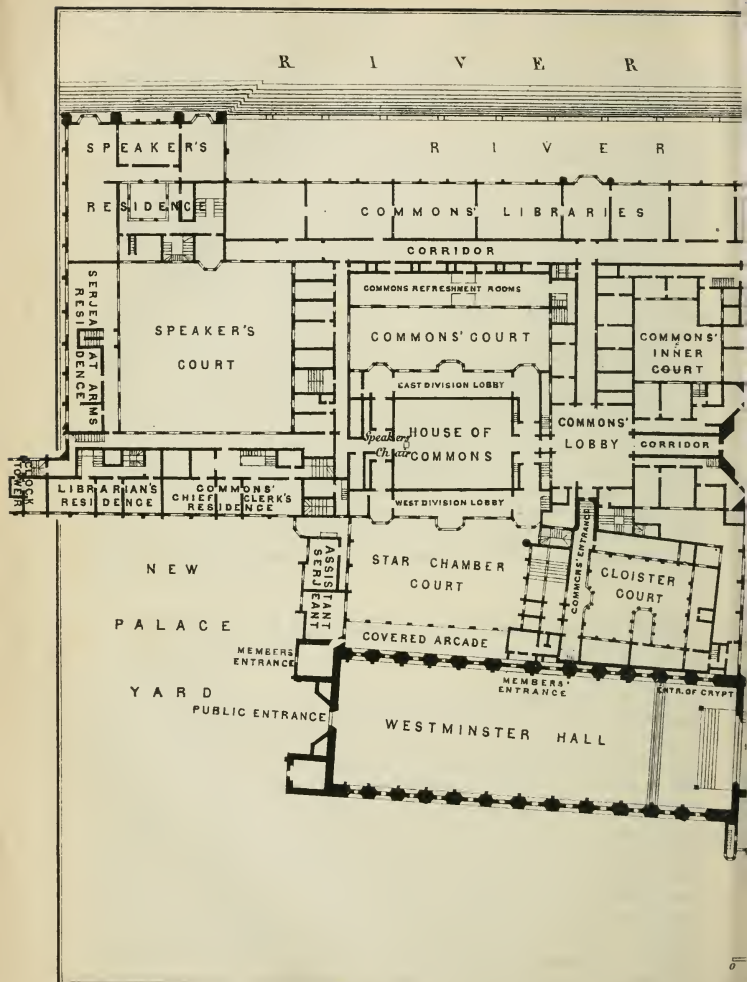 R I V E R
SPEAKER'S
R I V E R
RESIDENCE
COMMONS' LIBRARIES
CORRIDOR
COMMONS REFRESHMENT ROOMS
SERJEANT AT ARMS
RESIDENCE
SPEAKER'S
COURT
COMMONS' COURT
COMMONS'
INNER
COURT
EAST DIVISION LOBBY
Speakers
Chair
HOUSE OF
COMMONS
COMMONS'
LOBBY
CORRIDOR
CLOCK
TOWER
LIBRARIAN'S
RESIDENCE
COMMONS'
CHIEF CLERK'S
RESIDENCE
WEST DIVISION LOBBY
COMMONS' ENTRANCE
NEW
PALACE
YARD
ASSISTANT
SERJEANT
STAR CHAMBER
COURT
CLOISTER
COURT
COVERED ARCADE
MEMBERS
ENTRANCE
MEMBERS'
ENTRANCE
ENTR. OF CRYPT
PUBLIC ENTRANCE
WESTMINSTER HALL
0